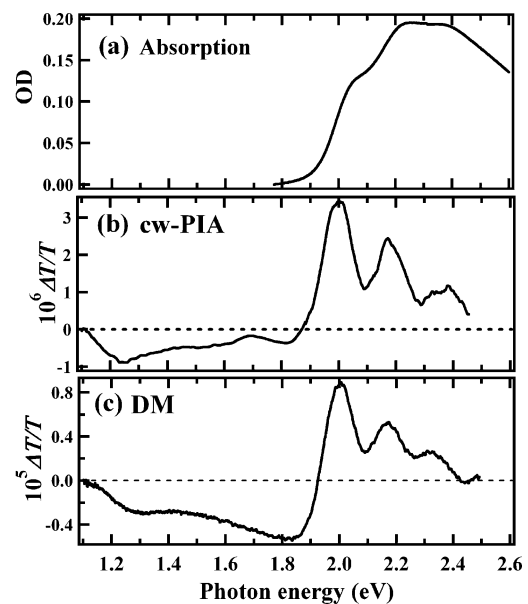 (a) Absorption
OD
0.20
0.15
0.10
0.05
0.00
(b) cw-PIA
10⁶ ΔT/T
3
2
1
0
-1
(c) DM
10⁵ ΔT/T
0.8
0.4
0.0
-0.4
1.2 1.4 1.6 1.8 2.0 2.2 2.4 2.6
Photon energy (eV)